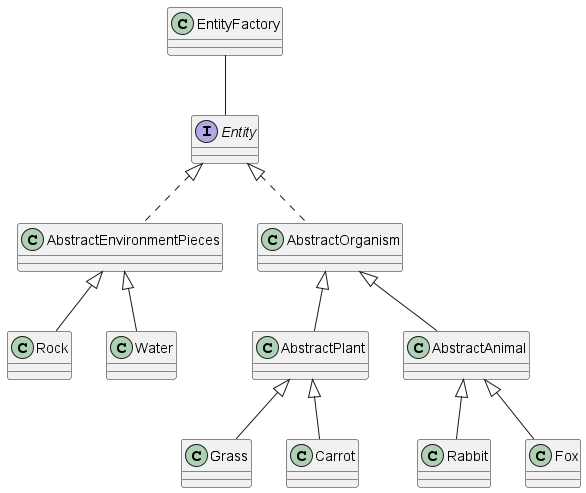 C EntityFactory
I Entity
C AbstractEnvironmentPieces
C AbstractOrganism
C Rock
C Water
C AbstractPlant
C AbstractAnimal
C Grass
C Carrot
C Rabbit
C Fox